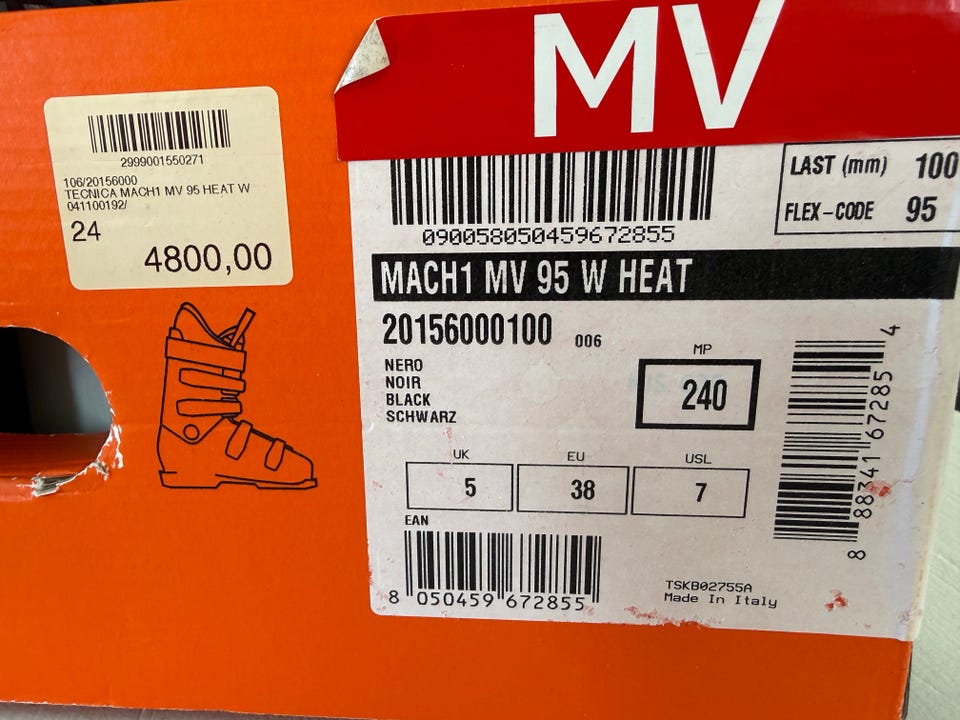 MV
2999001550271
106/20156000
TECNICA MACH1 MV 95 HEAT W
041100192/
24
4800,00
LAST (mm) 100
FLEX-CODE 95
090058050459672855
MACH1 MV 95 W HEAT
20156000100 006
NERO
NOIR
BLACK
SCHWARZ
MP
240
UK
5
EU
38
USL
7
EAN
8 050459 672855
8 88341 67285 4
TSKB02755A
Made In Italy